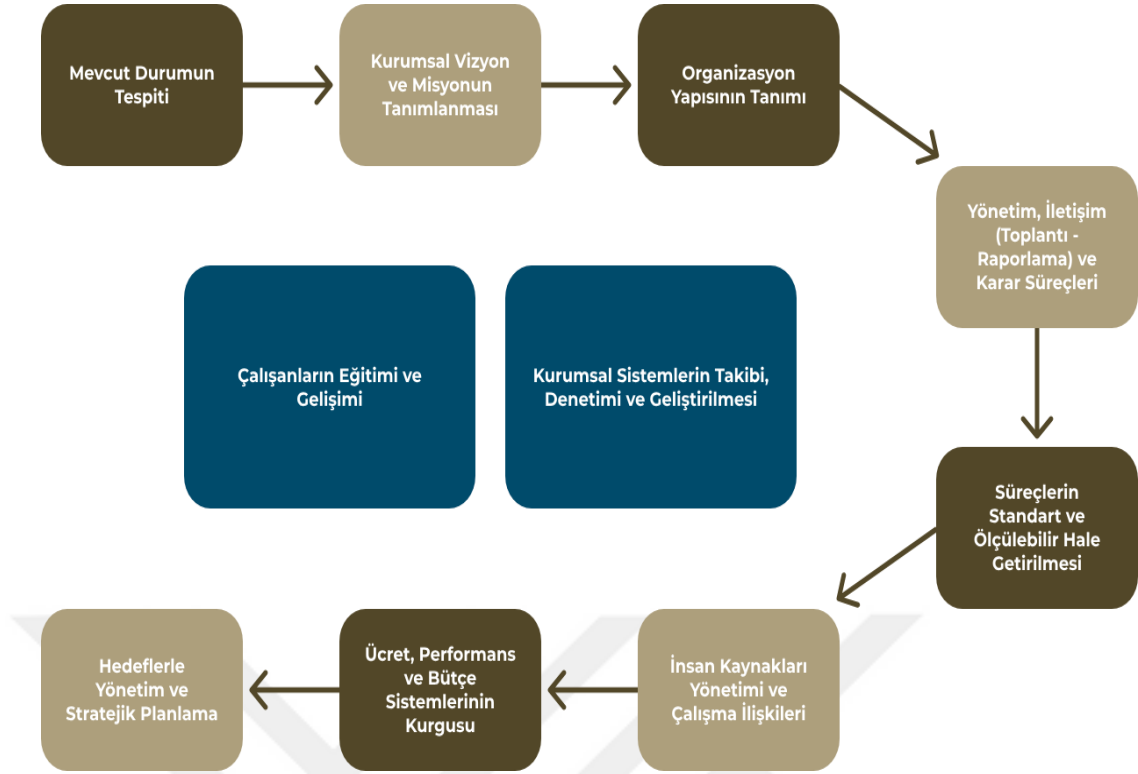 Mevcut Durumun
Tespiti
Kurumsal Vizyon
ve Misyonun
Tanımlanması
Organizasyon
Yapısının Tanımı
Yönetim, İletişim
(Toplantı -
Raporlama) ve
Karar Süreçleri
Çalışanların Eğitimi ve
Gelişimi
Kurumsal Sistemlerin Takibi,
Denetimi ve Geliştirilmesi
Süreçlerin
Standart ve
Ölçülebilir Hale
Getirilmesi
Hedeflerle
Yönetim ve
Stratejik Planlama
Ücret, Performans
ve Bütçe
Sistemlerinin
Kurgusu
İnsan Kaynakları
Yönetimi ve
Çalışma İlişkileri